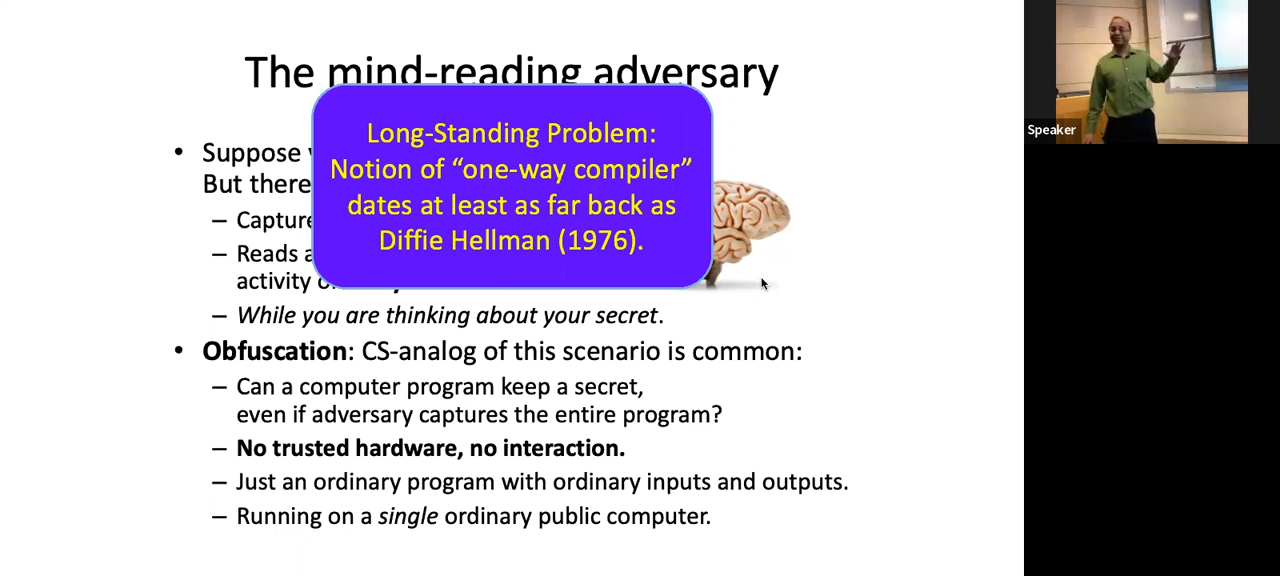 The mind-reading adversary
Long-Standing Problem:
Notion of “one-way compiler”
dates at least as far back as
Diffie Hellman (1976).
• Suppose
But there
– Capture
– Reads
activity
– While you are thinking about your secret.
• Obfuscation: CS-analog of this scenario is common:
– Can a computer program keep a secret,
even if adversary captures the entire program?
– No trusted hardware, no interaction.
– Just an ordinary program with ordinary inputs and outputs.
– Running on a single ordinary public computer.
Speaker